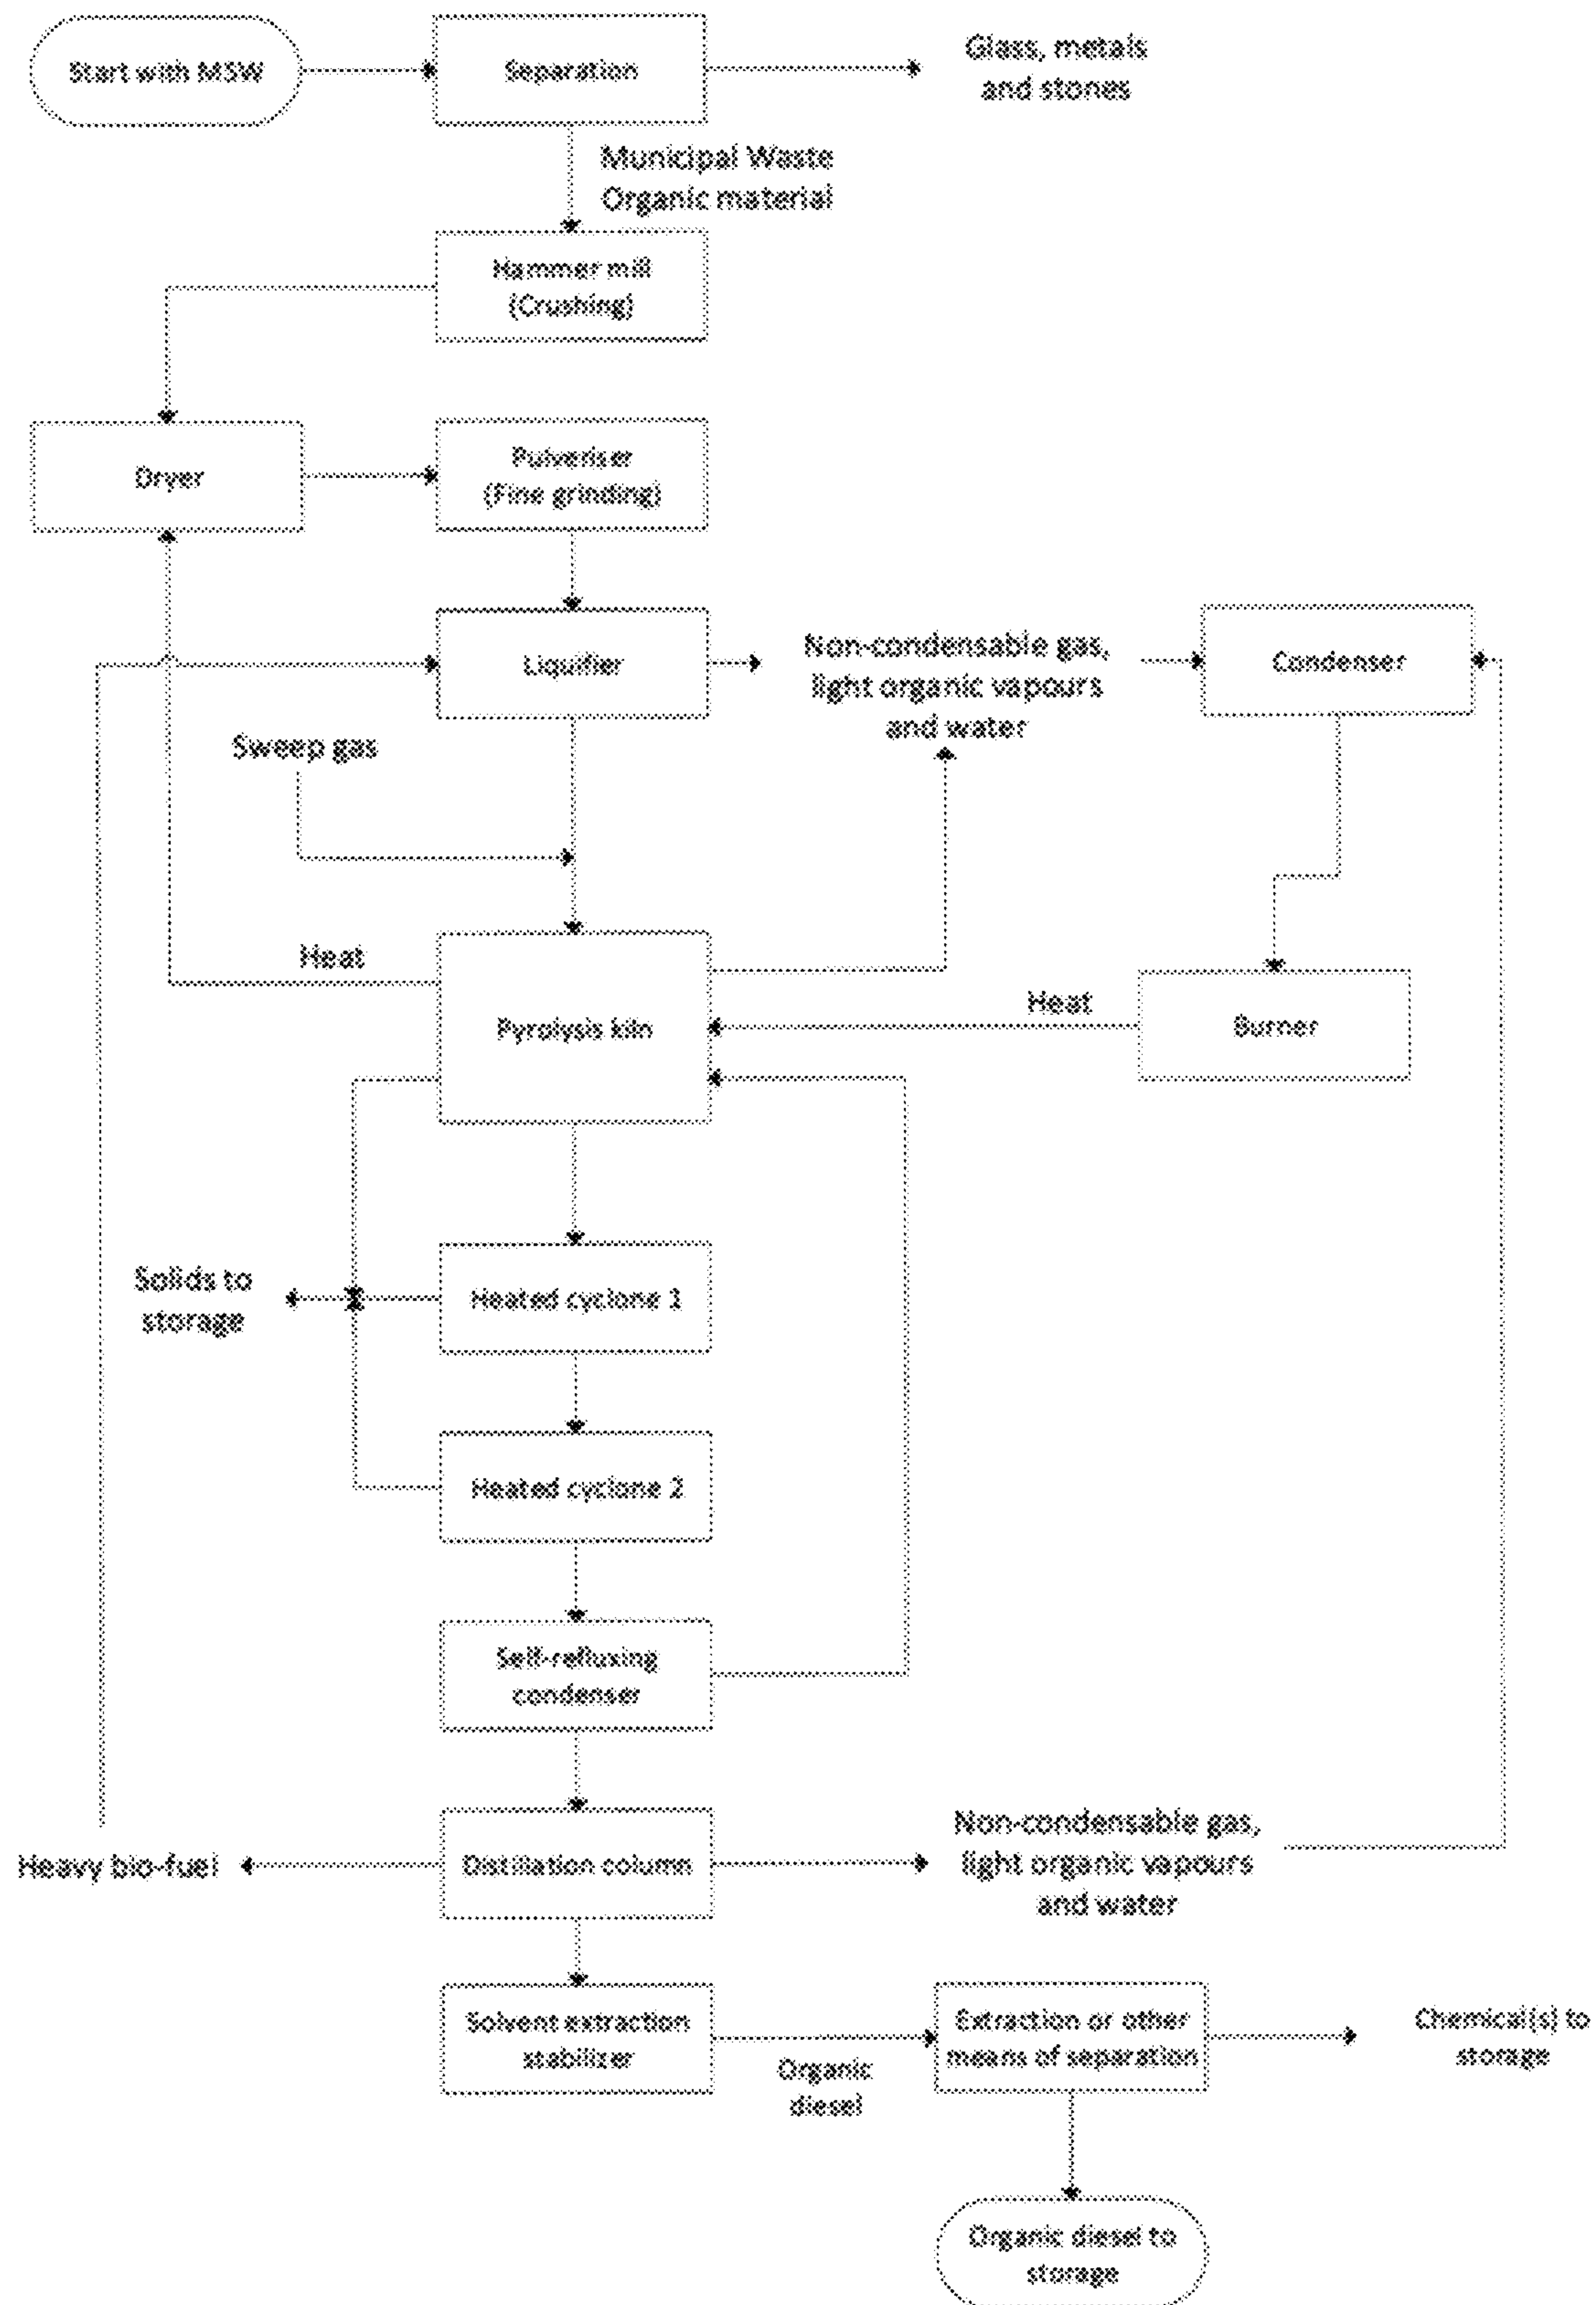 Start with MSW
Separation
Glass, metals
and stones
Municipal Waste
Organic material
Hammer mill
(Crushing)
Dryer
Pulveriser
(Fine grinding)
Liquifier
Non-condensable gas,
light organic vapours
and water
Condenser
Sweep gas
Heat
Pyrolysis kiln
Heat
Burner
Solids to
storage
Heated cyclone 1
Heated cyclone 2
Self-refluxing
condenser
Heavy bio-fuel
Distillation column
Non-condensable gas,
light organic vapours
and water
Solvent extraction
stabilizer
Organic
diesel
Extraction or other
means of separation
Chemical(s) to
storage
Organic diesel to
storage